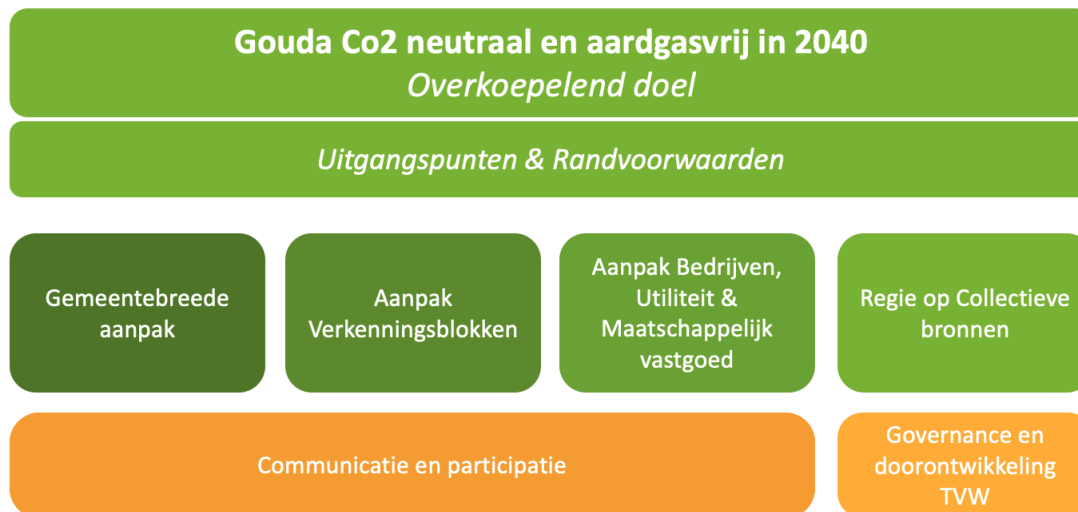 Gouda Co2 neutraal en aardgasvrij in 2040
Overkoepelend doel
Uitgangspunten & Randvoorwaarden
Gemeentebreede
aanpak
Aanpak
Verkenningsblokken
Aanpak Bedrijven,
Utiliteit &
Maatschappelijk
vastgoed
Regie op Collectieve
bronnen
Communicatie en participatie
Governance en
doorontwikkeling
TVW